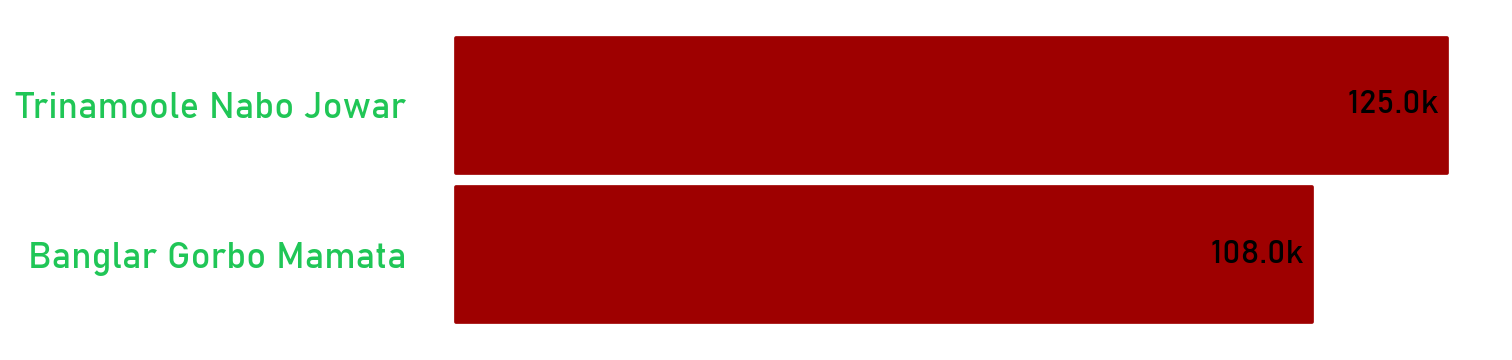 Trinamoole Nabo Jowar
125.0k
Banglar Gorbo Mamata
108.0k